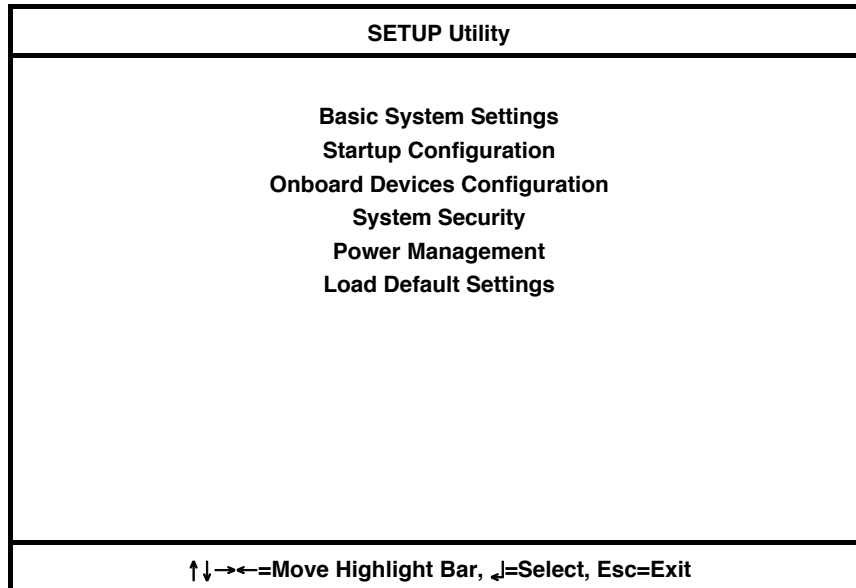 SETUP Utility
Basic System Settings
Startup Configuration
Onboard Devices Configuration
System Security
Power Management
Load Default Settings
↑↓→←=Move Highlight Bar, ↲=Select, Esc=Exit